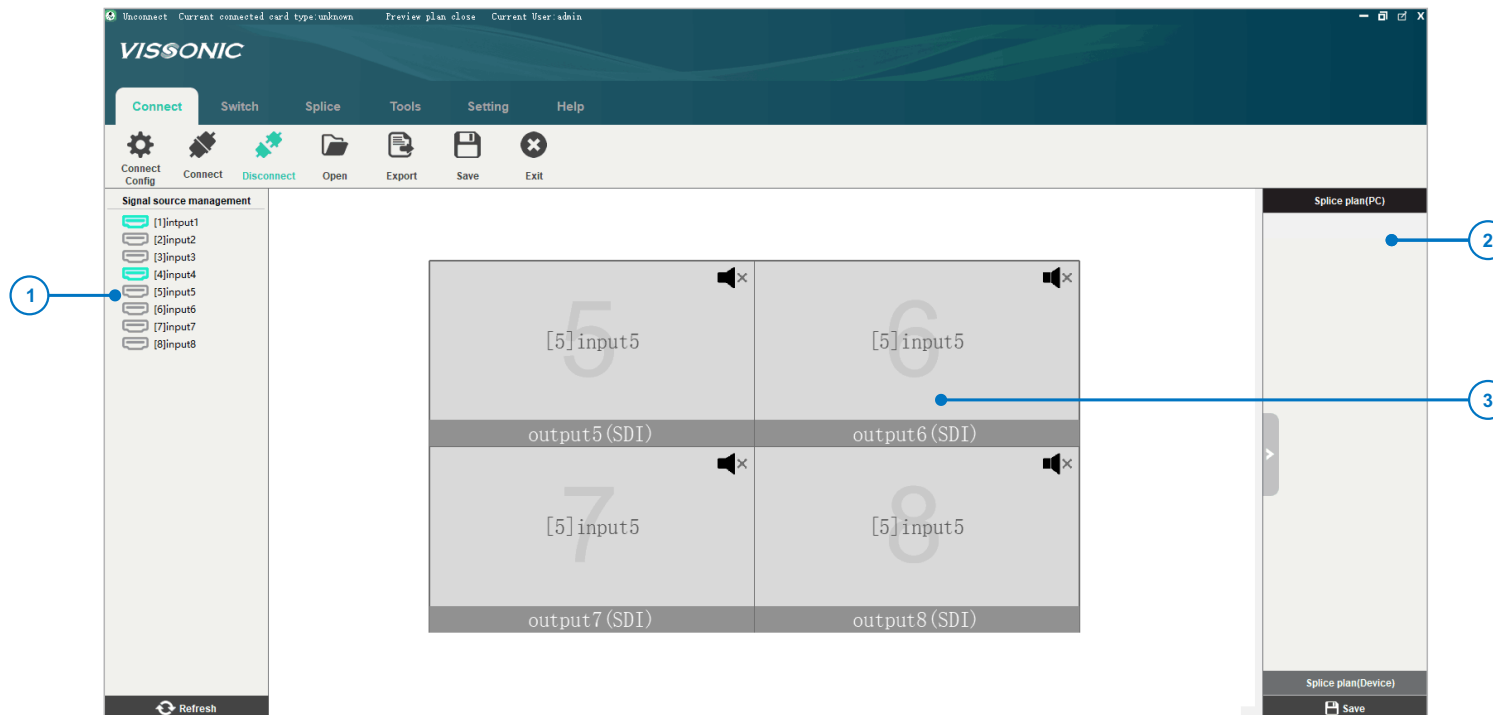 Unconnect Current connected card type:unknown Preview plan close Current User:admin
VISSONIC
Connect Switch Splice Tools Setting Help
Connect Config Connect Disconnect Open Export Save Exit
Signal source management
Splice plan(PC)
[1]intput1
[2]input2
[3]input3
[4]input4
[5]input5
[6]input6
[7]input7
[8]input8
1
2
3
5 6
[5]input5 [5]input5
output5(SDI) output6(SDI)
7 8
[5]input5 [5]input5
output7(SDI) output8(SDI)
Splice plan(Device)
Refresh
Save